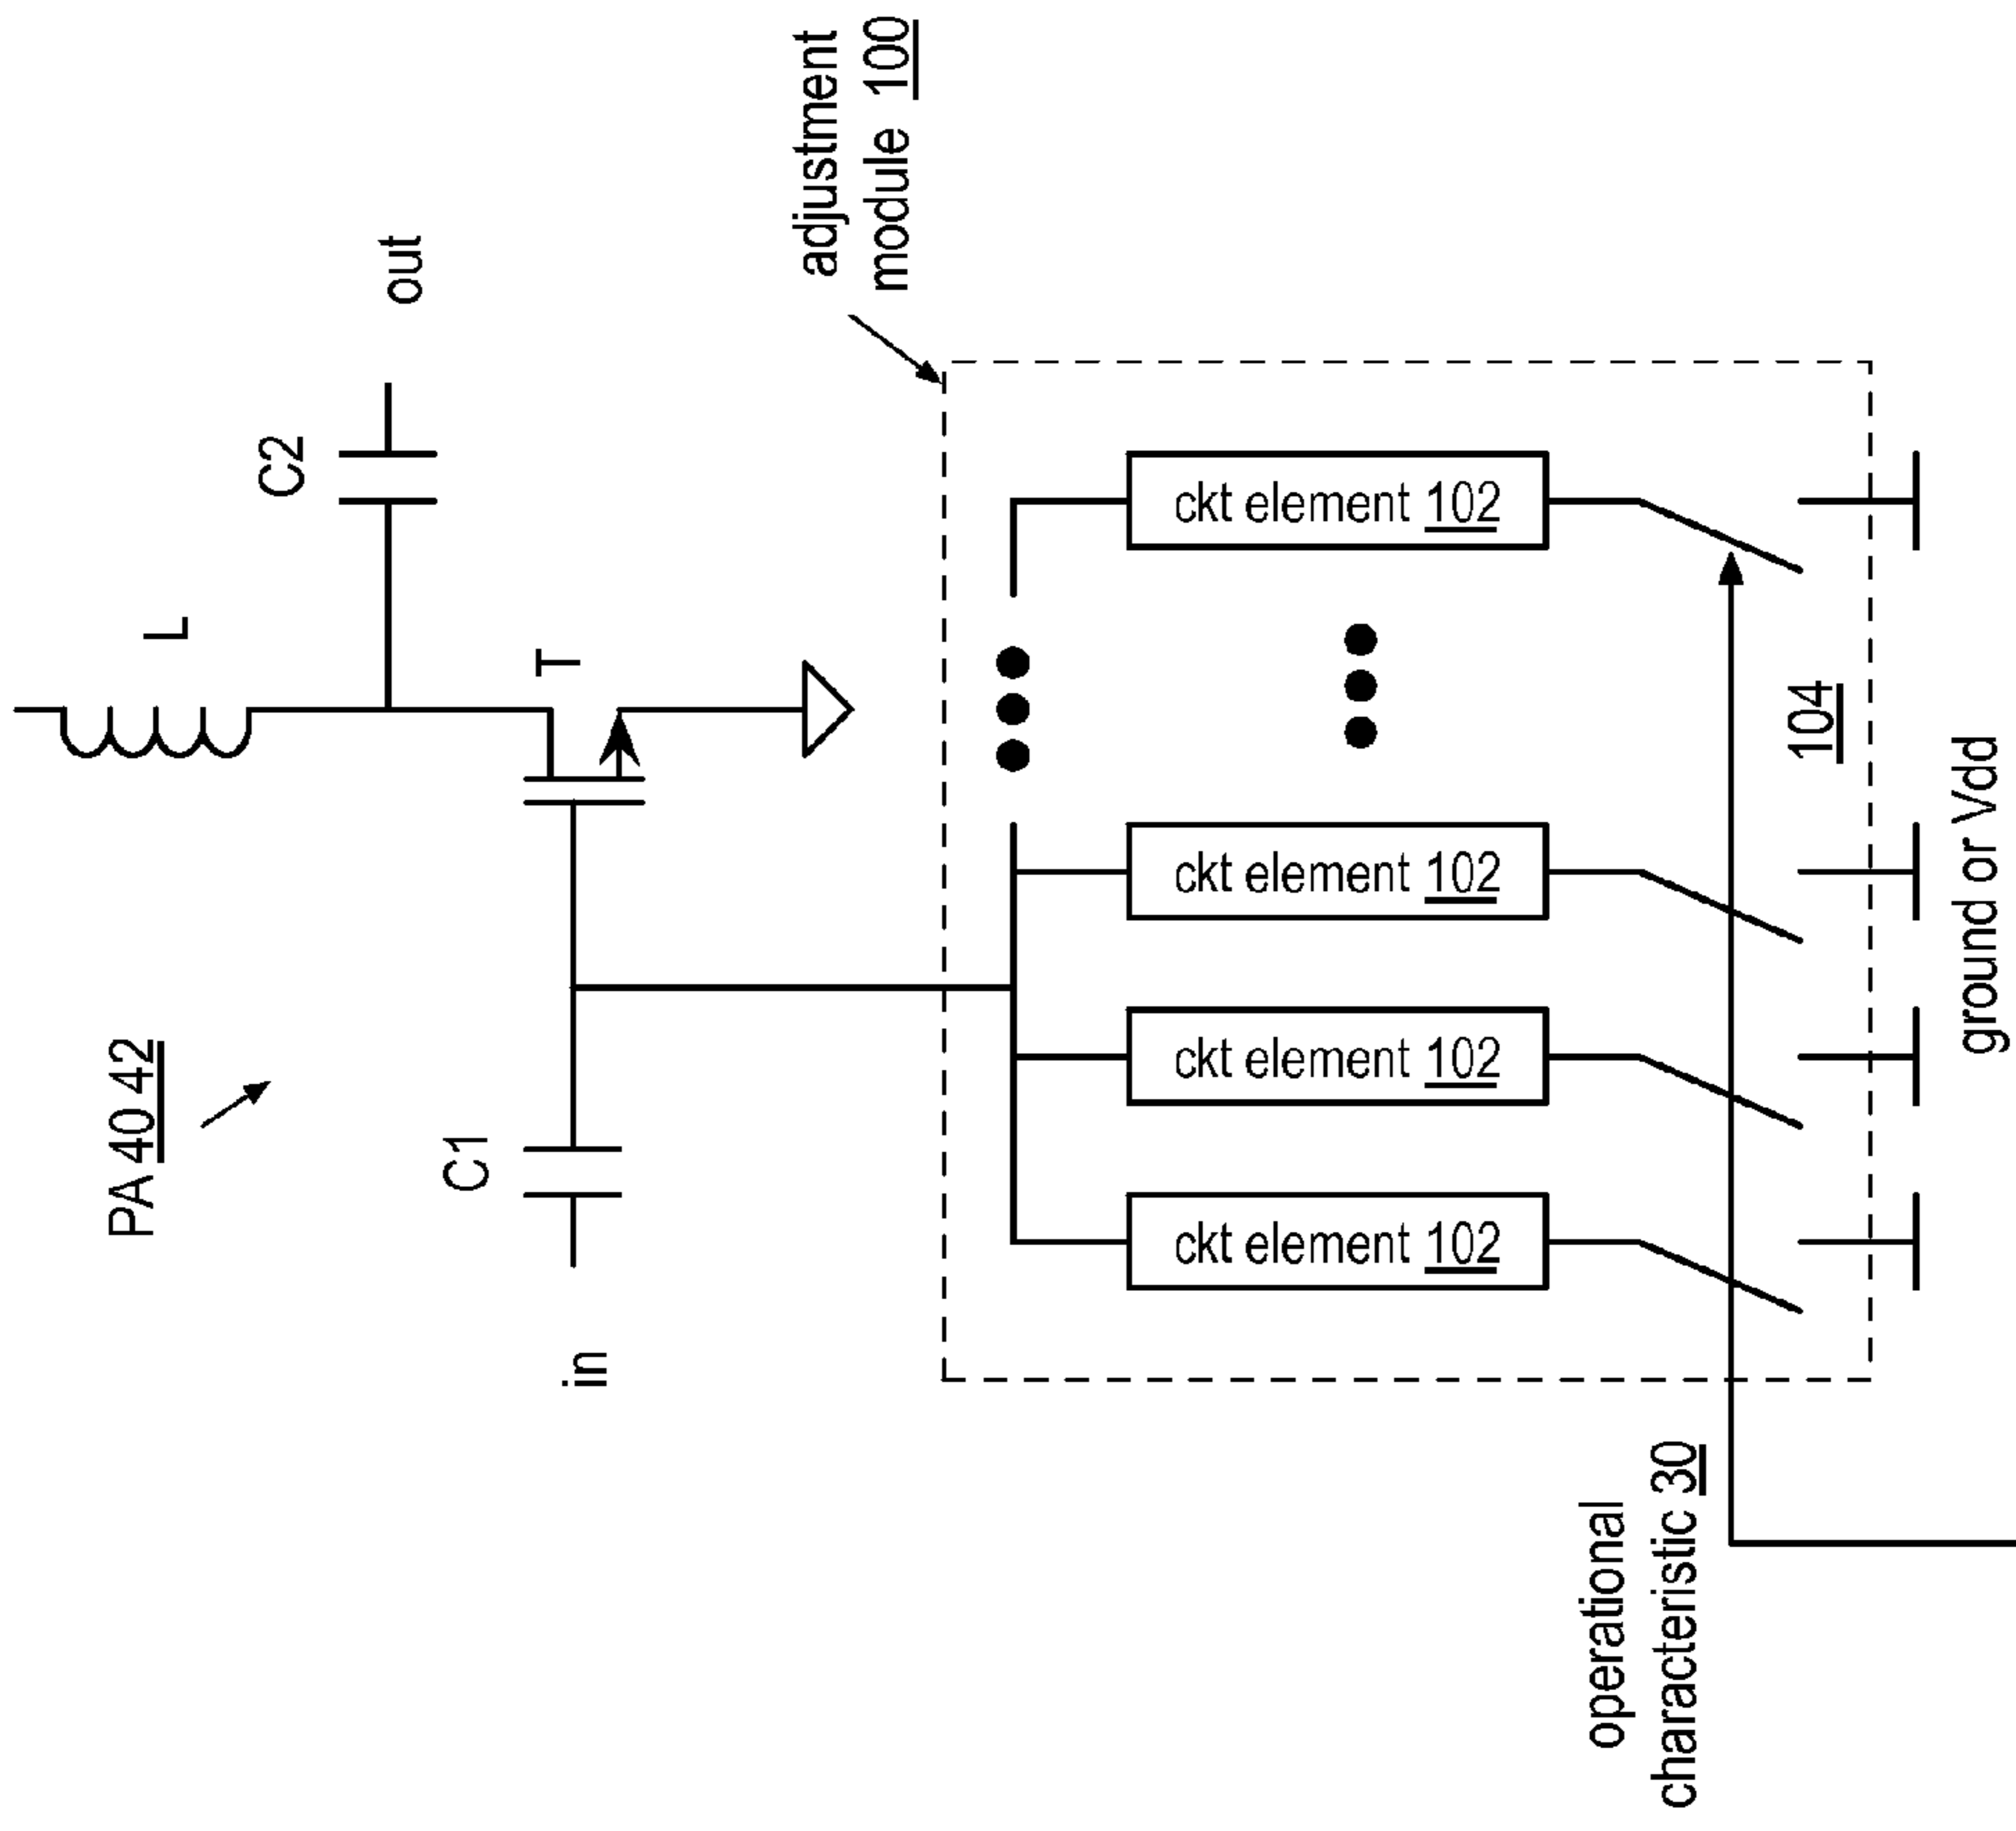 PA 40 42
L
C2
out
T
C1
in
adjustment
module 100
ckt element 102
ckt element 102
ckt element 102
ckt element 102
104
operational
characteristic 30
ground or Vdd